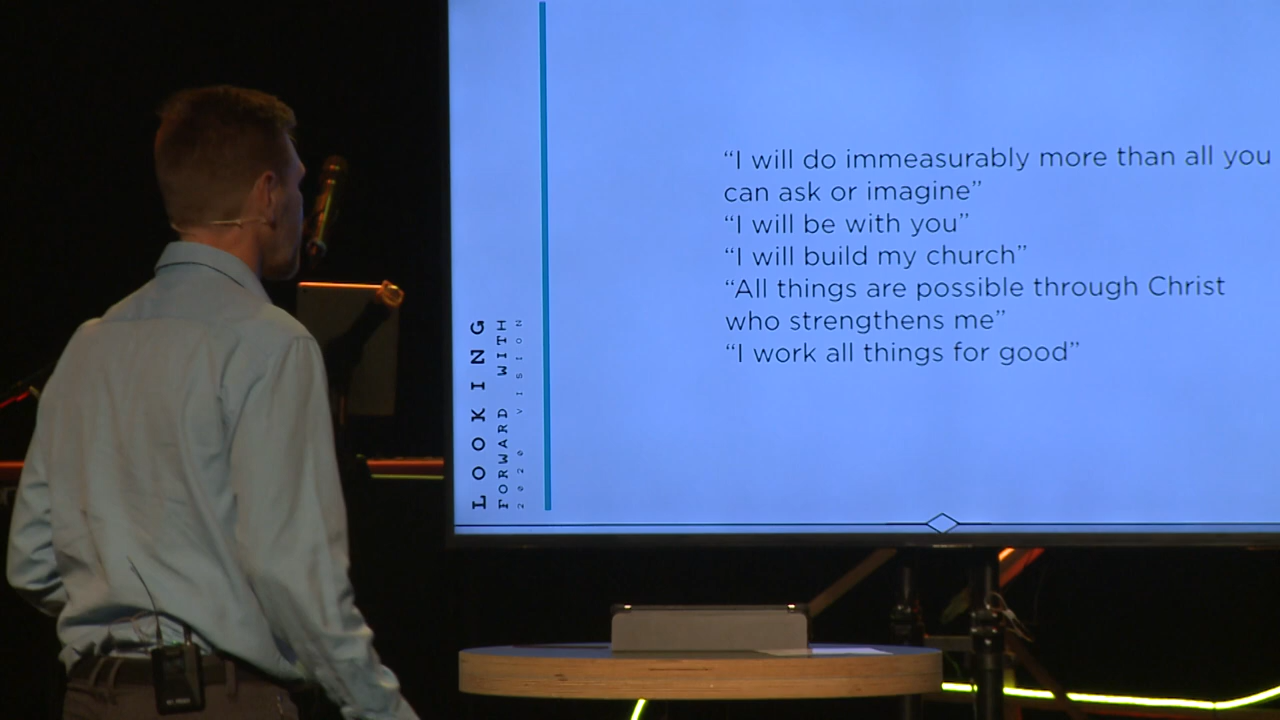 “I will do immeasurably more than all you
can ask or imagine”
“I will be with you”
“I will build my church”
“All things are possible through Christ
who strengthens me”
“I work all things for good”
LOOKING
FORWARD WITH
2020 VISION